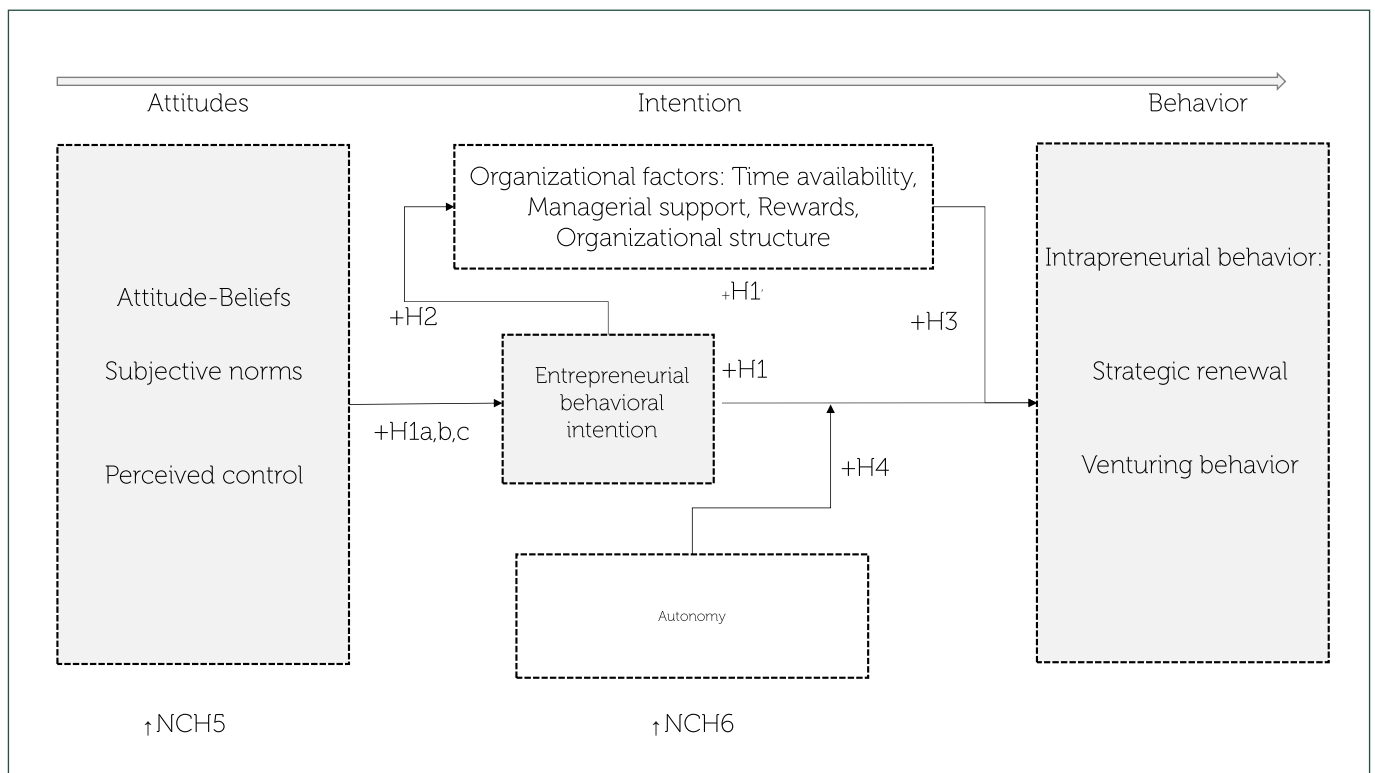 Attitudes
Intention
Behavior
Organizational factors: Time availability,
Managerial support, Rewards,
Organizational structure
Intrapreneurial behavior:
Attitude-Beliefs
+H1'
+H2
+H3
Subjective norms
Entrepreneurial
behavioral
intention
+H1
Strategic renewal
+H1a,b,c
Perceived control
+H4
Venturing behavior
Autonomy
↑NCH5
↑NCH6